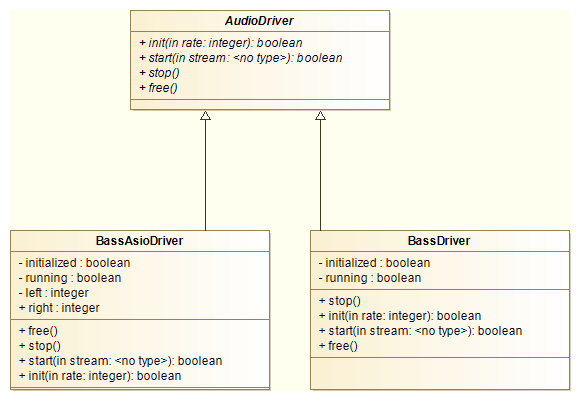 AudioDriver
+ init(in rate: integer): boolean
+ start(in stream: <no type>): boolean
+ stop()
+ free()
BassAsioDriver
- initialized : boolean
- running : boolean
- left : integer
+ right : integer
+ free()
+ stop()
+ start(in stream: <no type>): boolean
+ init(in rate: integer): boolean
BassDriver
- initialized : boolean
- running : boolean
+ stop()
+ init(in rate: integer): boolean
+ start(in stream: <no type>): boolean
+ free()